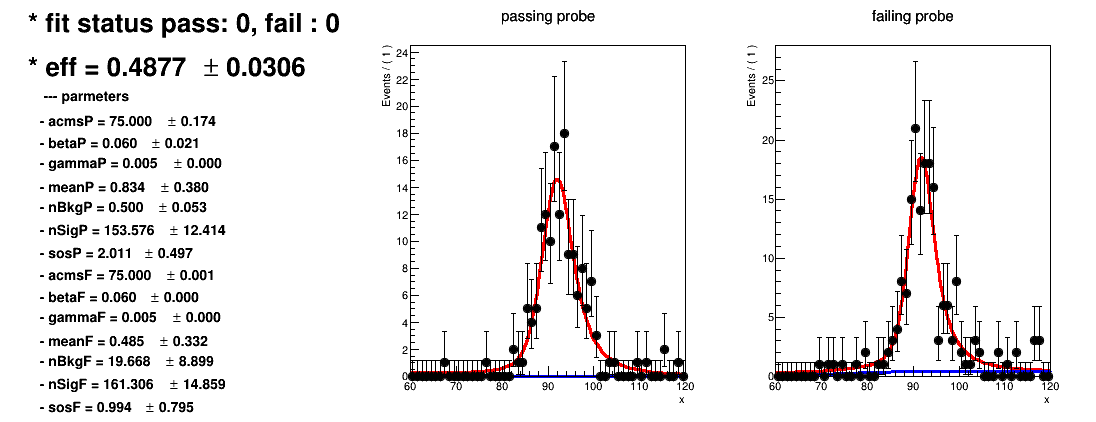 * fit status pass: 0, fail : 0
* eff = 0.4877 ± 0.0306
--- parmeters
- acmsP = 75.000 ± 0.174
- betaP = 0.060 ± 0.021
- gammaP = 0.005 ± 0.000
- meanP = 0.834 ± 0.380
- nBkgP = 0.500 ± 0.053
- nSigP = 153.576 ± 12.414
- sosP = 2.011 ± 0.497
- acmsF = 75.000 ± 0.001
- betaF = 0.060 ± 0.000
- gammaF = 0.005 ± 0.000
- meanF = 0.485 ± 0.332
- nBkgF = 19.668 ± 8.899
- nSigF = 161.306 ± 14.859
- sosF = 0.994 ± 0.795
passing probe
Events / ( 1 )
24
22
20
18
16
14
12
10
8
6
4
2
0
60 70 80 90 100 110 120
x
failing probe
Events / ( 1 )
25
20
15
10
5
0
60 70 80 90 100 110 120
x